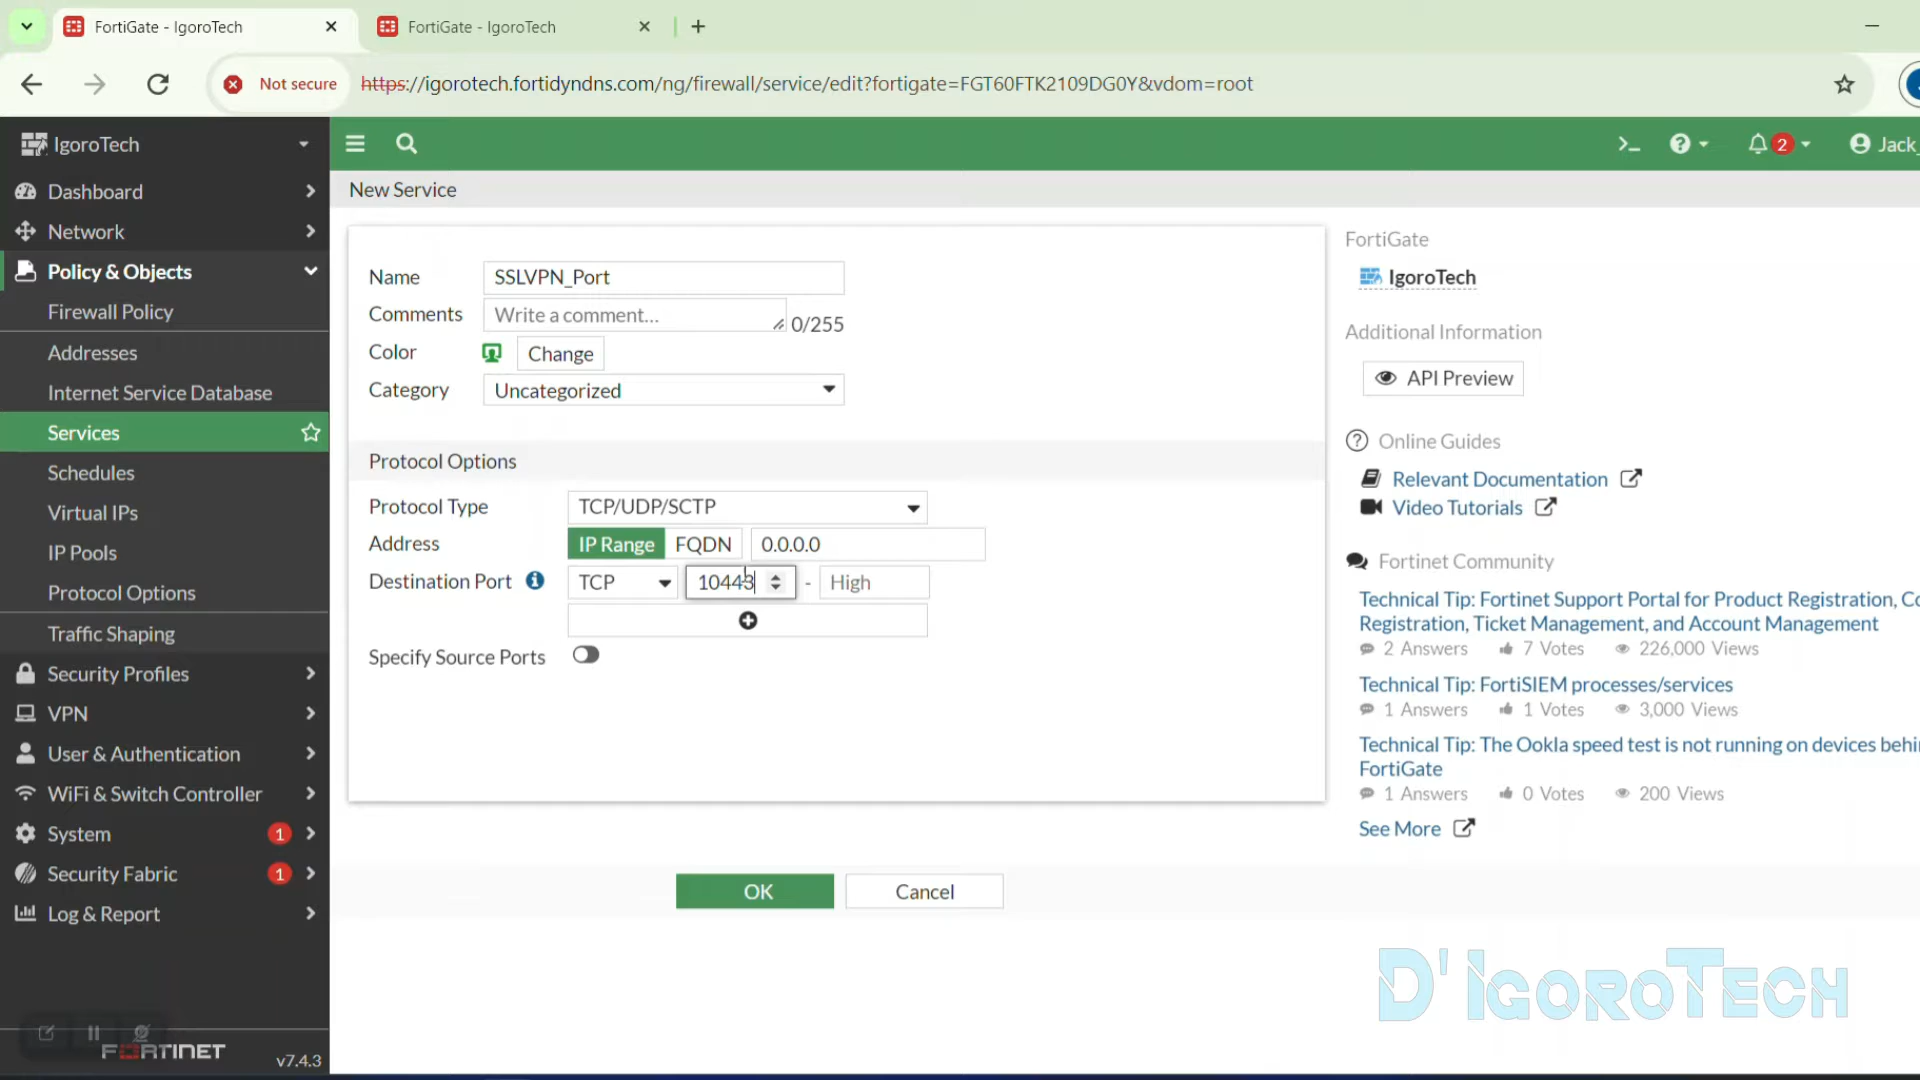 FortiGate - IgoroTech
FortiGate - IgoroTech
Not secure
https://igorotech.fortidyndns.com/ng/firewall/service/edit?fortigate=FGT60FTK2109DG0Y&vdom=root
IgoroTech
2
Jack_
Dashboard
Network
Policy & Objects
Firewall Policy
Addresses
Internet Service Database
Services
Schedules
Virtual IPs
IP Pools
Protocol Options
Traffic Shaping
Security Profiles
VPN
User & Authentication
WiFi & Switch Controller
System 1
Security Fabric 1
Log & Report
FORTINET
v7.4.3
New Service
Name SSLVPN_Port
Comments Write a comment... 0/255
Color Change
Category Uncategorized
Protocol Options
Protocol Type TCP/UDP/SCTP
Address IP Range FQDN 0.0.0.0
Destination Port TCP 10443 - High
Specify Source Ports
OK Cancel
FortiGate
IgoroTech
Additional Information
API Preview
Online Guides
Relevant Documentation
Video Tutorials
Fortinet Community
Technical Tip: Fortinet Support Portal for Product Registration, Co
Registration, Ticket Management, and Account Management
2 Answers 7 Votes 226,000 Views
Technical Tip: FortiSIEM processes/services
1 Answers 1 Votes 3,000 Views
Technical Tip: The Ookla speed test is not running on devices behi
FortiGate
1 Answers 0 Votes 200 Views
See More
D'IgoroTech